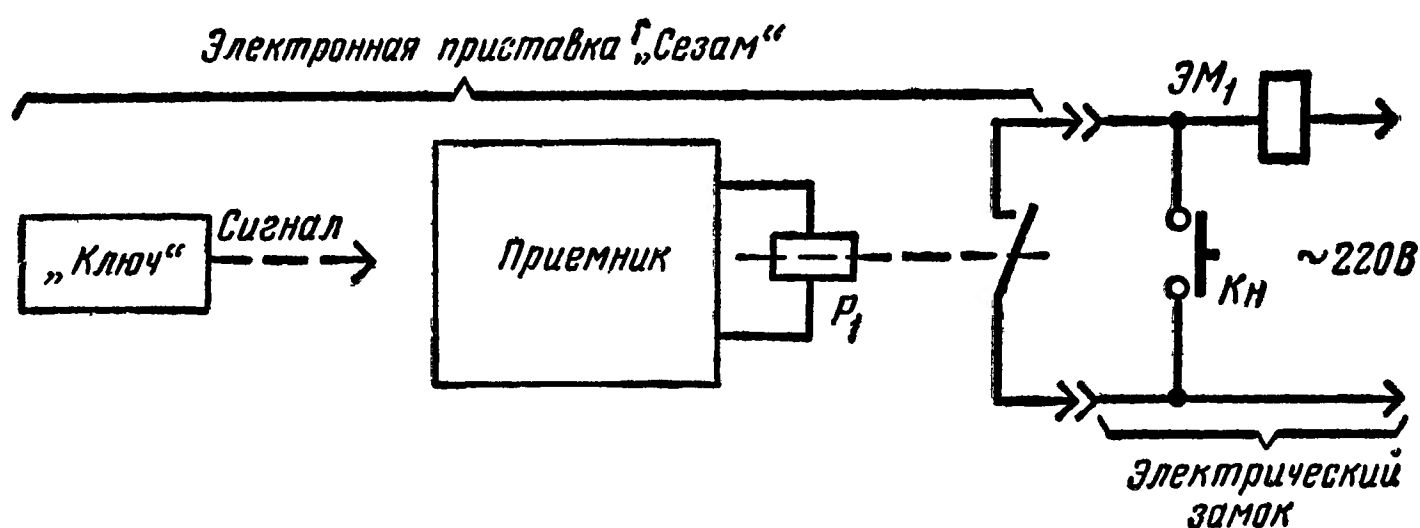 Электронная приставка „Сезам“
ЭМ₁
„Ключ“
Сигнал
Приемник
Р₁
Кн
~220В
Электрический
замок